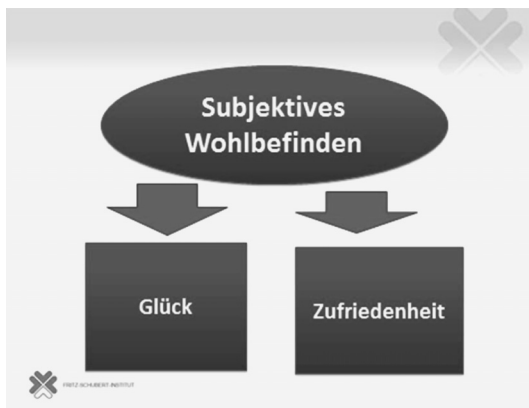 Subjektives
Wohlbefinden
Glück
Zufriedenheit
FRITZ-SCHUBERT-INSTITUT